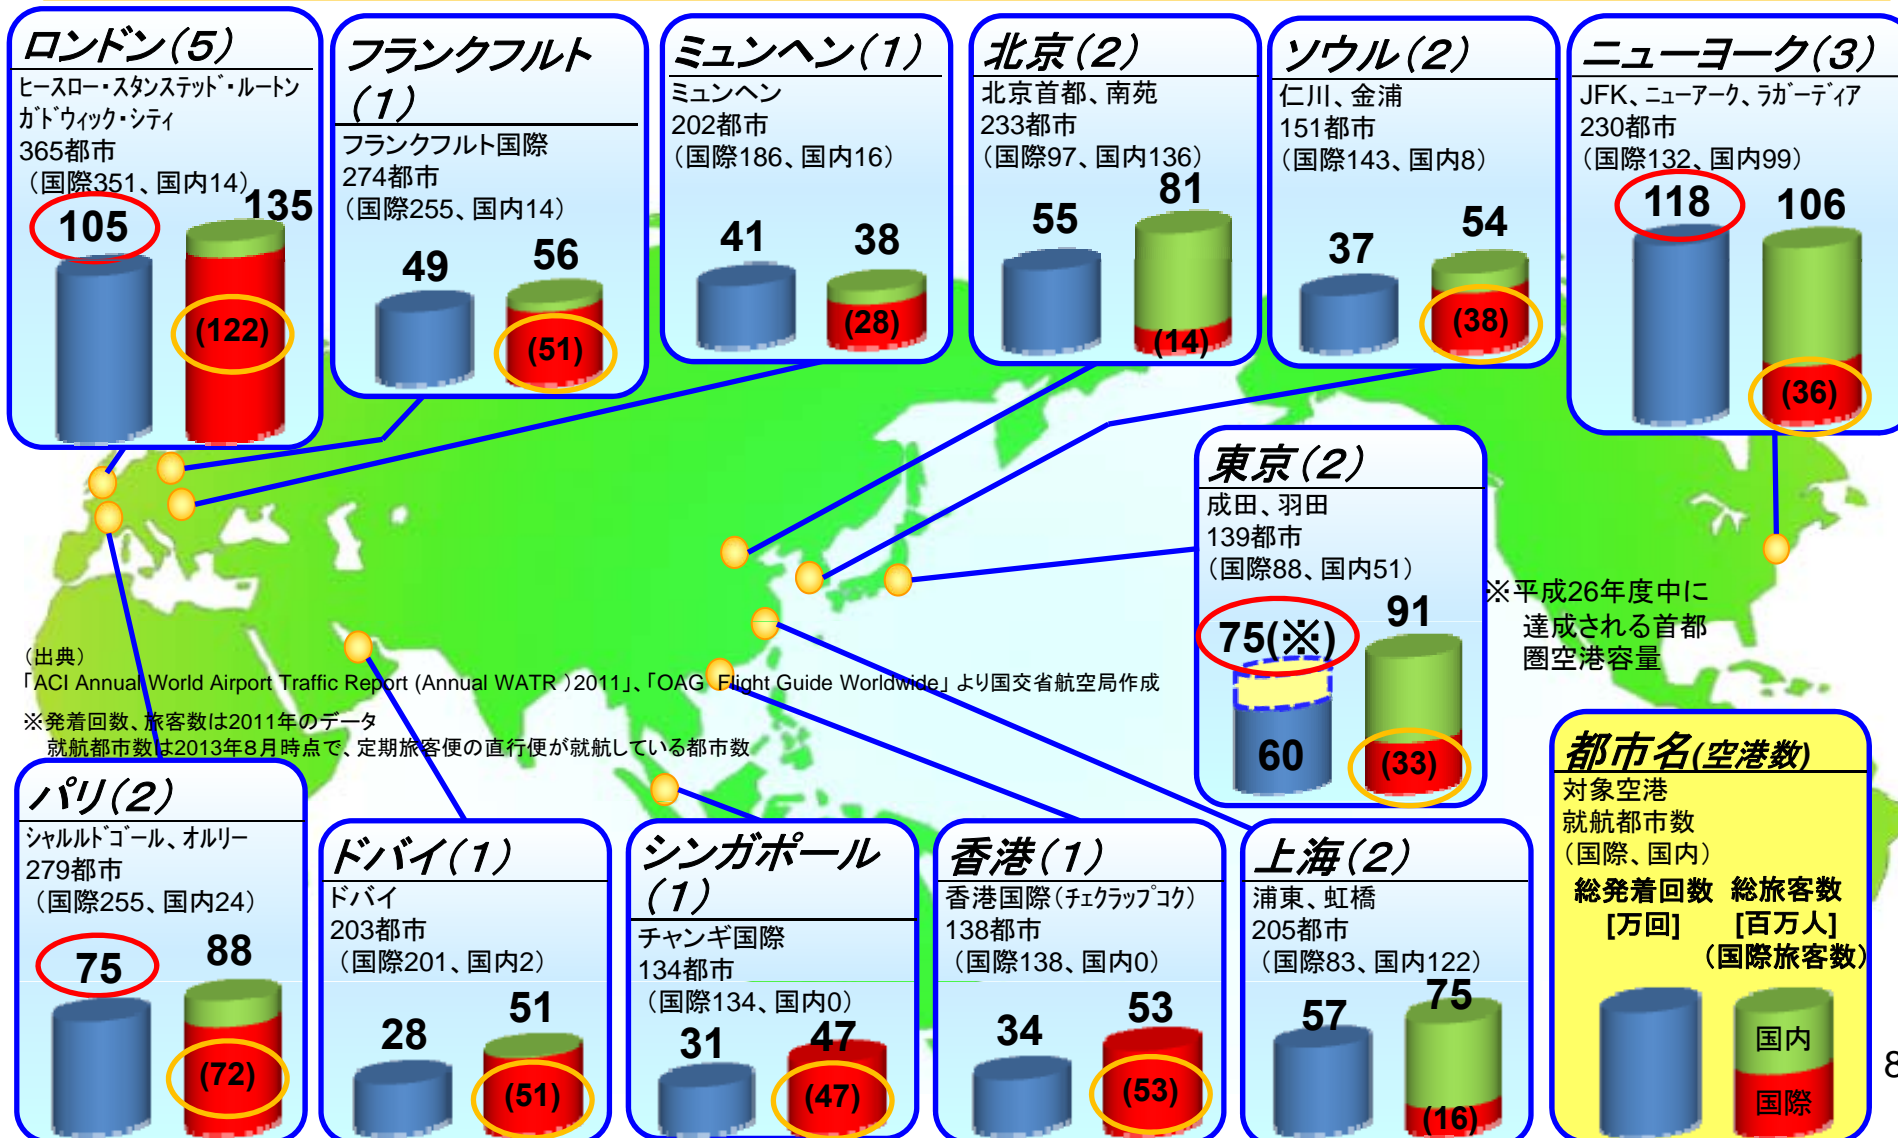 ロンドン(5)
ヒースロー・スタンステッド・ルートン
ガドウィック・シティ
365都市
(国際351、国内14)
105
135
(122)
フランクフルト
(1)
フランクフルト国際
274都市
(国際255、国内14)
49
56
(51)
ミュンヘン(1)
ミュンヘン
202都市
(国際186、国内16)
41
38
(28)
北京(2)
北京首都、南苑
233都市
(国際97、国内136)
55
81
(14)
ソウル(2)
仁川、金浦
151都市
(国際143、国内8)
37
54
(38)
ニューヨーク(3)
JFK、ニューアーク、ラガーディア
230都市
(国際132、国内99)
118
106
(36)
東京(2)
成田、羽田
139都市
(国際88、国内51)
75(※)
91
60
(33)
※平成26年度中に
達成される首都
圏空港容量
(出典)
「ACI Annual World Airport Traffic Report (Annual WATR )2011」、「OAG Flight Guide Worldwide」 より国交省航空局作成
※発着回数、旅客数は2011年のデータ
就航都市数は2013年8月時点で、定期旅客便の直行便が就航している都市数
パリ(2)
シャルルドゴール、オルリー
279都市
(国際255、国内24)
75
88
(72)
ドバイ(1)
ドバイ
203都市
(国際201、国内2)
28
51
(51)
シンガポール
(1)
チャンギ国際
134都市
(国際134、国内0)
31
47
(47)
香港(1)
香港国際(チェクラップコク)
138都市
(国際138、国内0)
34
53
(53)
上海(2)
浦東、虹橋
205都市
(国際83、国内122)
57
75
(16)
都市名(空港数)
対象空港
就航都市数
(国際、国内)
総発着回数 総旅客数
[万回] [百万人]
(国際旅客数)
国内
国際
8